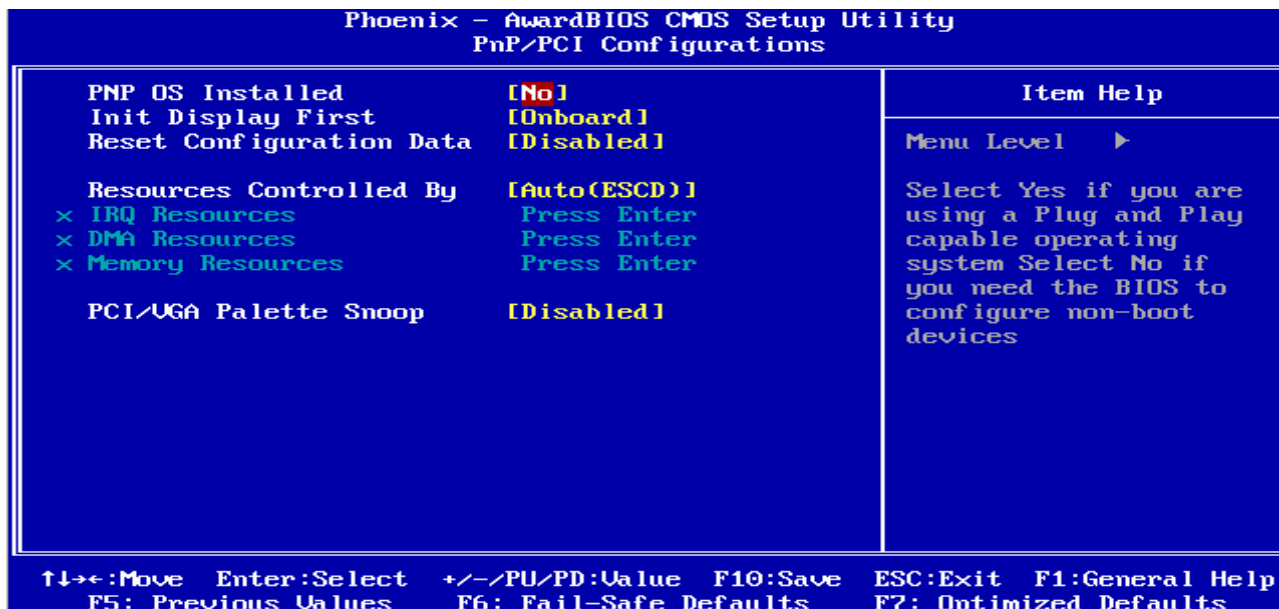 Phoenix - AwardBIOS CMOS Setup Utility
PnP/PCI Configurations
PNP OS Installed [No]
Init Display First [Onboard]
Reset Configuration Data [Disabled]
Resources Controlled By [Auto(ESCD)]
x IRQ Resources Press Enter
x DMA Resources Press Enter
x Memory Resources Press Enter
PCI/VGA Palette Snoop [Disabled]
Item Help
Menu Level ▶
Select Yes if you are
using a Plug and Play
capable operating
system Select No if
you need the BIOS to
configure non-boot
devices
↑↓→←:Move Enter:Select +/-/PU/PD:Value F10:Save ESC:Exit F1:General Help
F5: Previous Values F6: Fail-Safe Defaults F7: Optimized Defaults